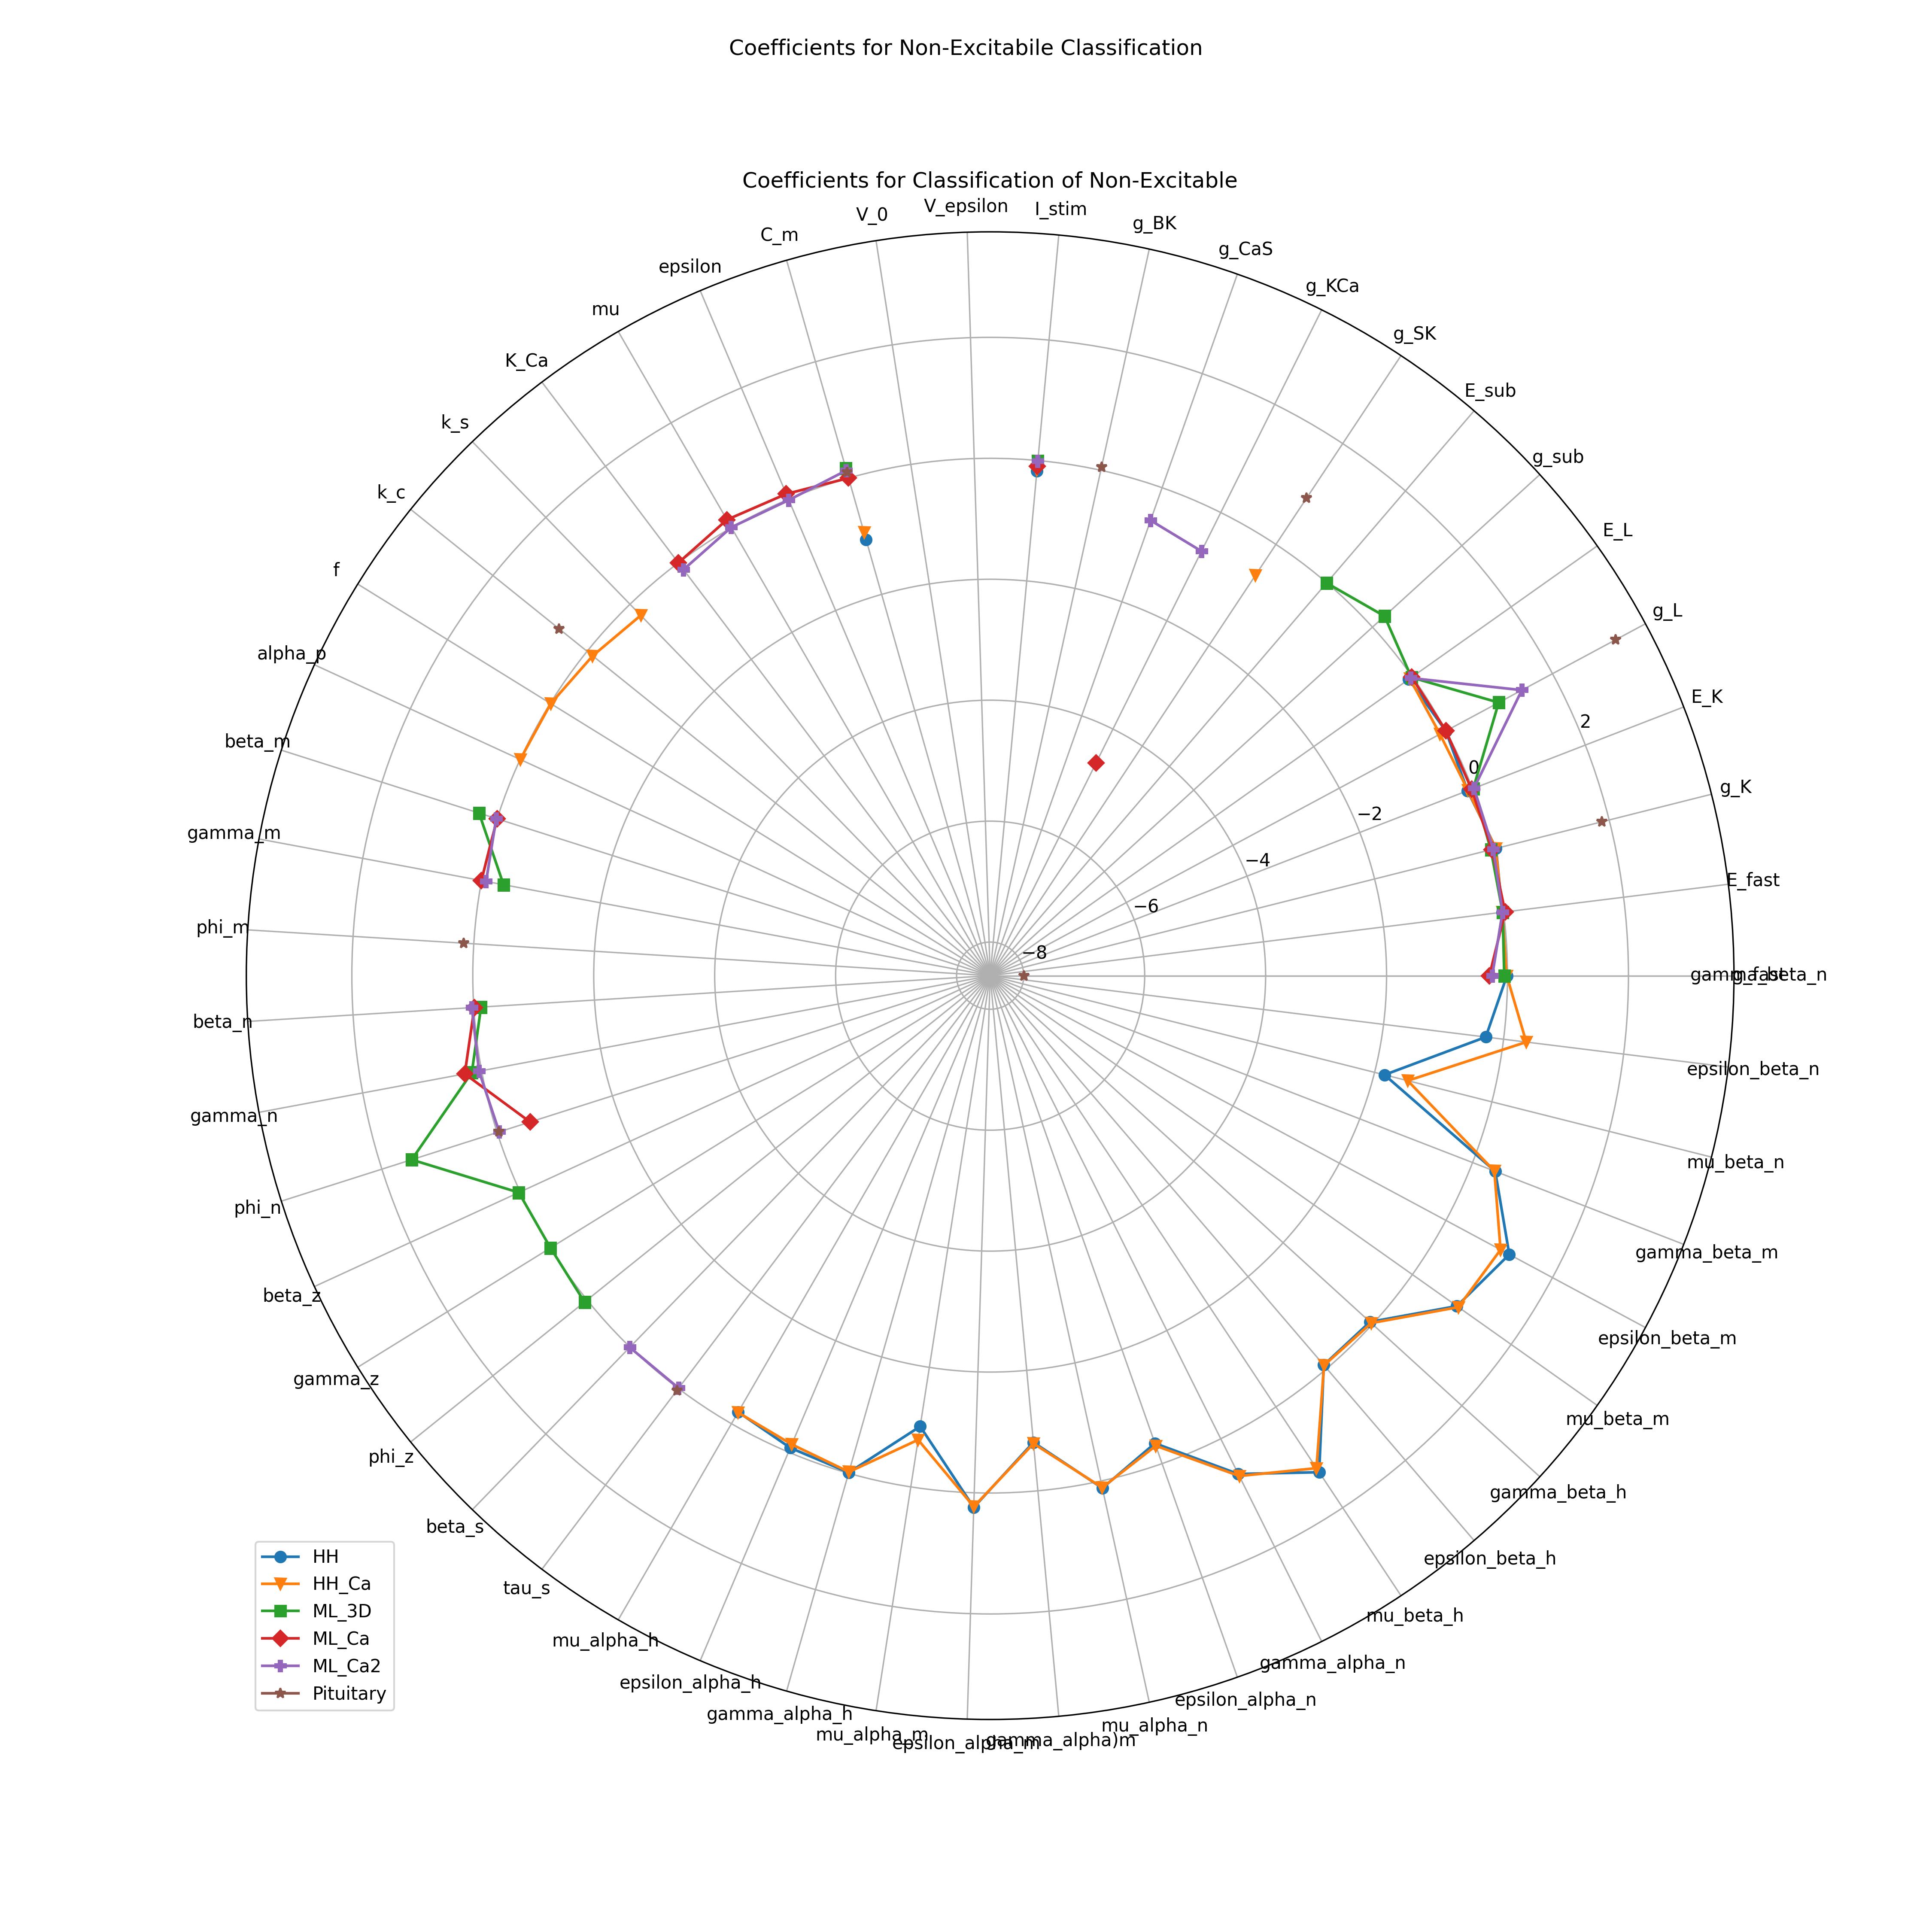 Coefficients for Non-Excitabile Classification
Coefficients for Classification of Non-Excitable
V_epsilon
I_stim
V_0
g_BK
C_m
g_CaS
epsilon
g_KCa
mu
g_SK
K_Ca
E_sub
k_s
g_sub
k_c
E_L
f
g_L
alpha_p
E_K
beta_m
2
0
g_K
gamma_m
−2
−4
E_fast
phi_m
−6
−8
gamma_beta_n
g_fast
beta_n
epsilon_beta_n
gamma_n
mu_beta_n
phi_n
gamma_beta_m
beta_z
epsilon_beta_m
gamma_z
mu_beta_m
phi_z
gamma_beta_h
beta_s
epsilon_beta_h
tau_s
mu_beta_h
mu_alpha_h
gamma_alpha_n
epsilon_alpha_h
epsilon_alpha_n
gamma_alpha_h
mu_alpha_n
mu_alpha_m
epsilon_alpha_m
gamma_alpha)m
HH
HH_Ca
ML_3D
ML_Ca
ML_Ca2
Pituitary